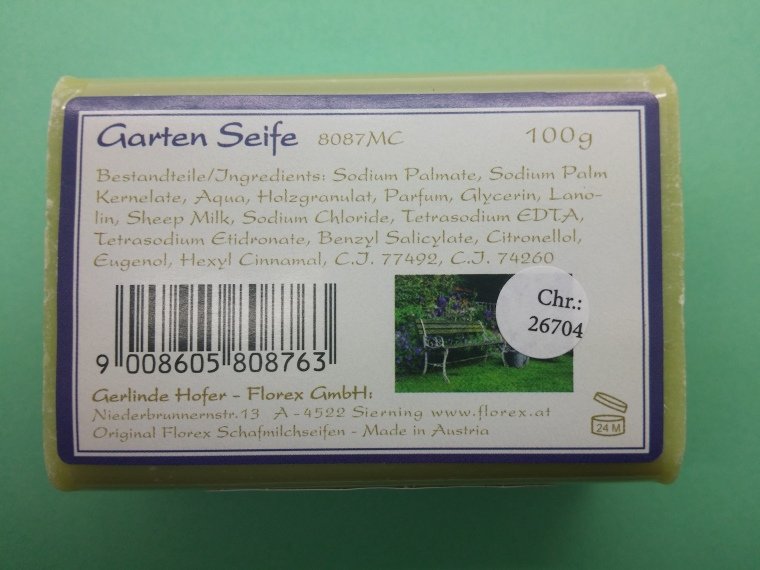 Garten Seife 8087MC 100g
Bestandteile/Ingredients: Sodium Palmate, Sodium Palm
Kernelate, Aqua, Holzgranulat, Parfum, Glycerin, Lano-
lin, Sheep Milk, Sodium Chloride, Tetrasodium EDTA,
Tetrasodium Etidronate, Benzyl Salicylate, Citronellol,
Eugenol, Hexyl Cinnamal, C.I. 77492, C.I. 74260
Chr.:
26704
9 008605 808763
Gerlinde Hofer - Florex GmbH:
Niederbrunnernstr.13 A - 4522 Sierning www.florex.at
Original Florex Schafmilchseifen - Made in Austria
24 M